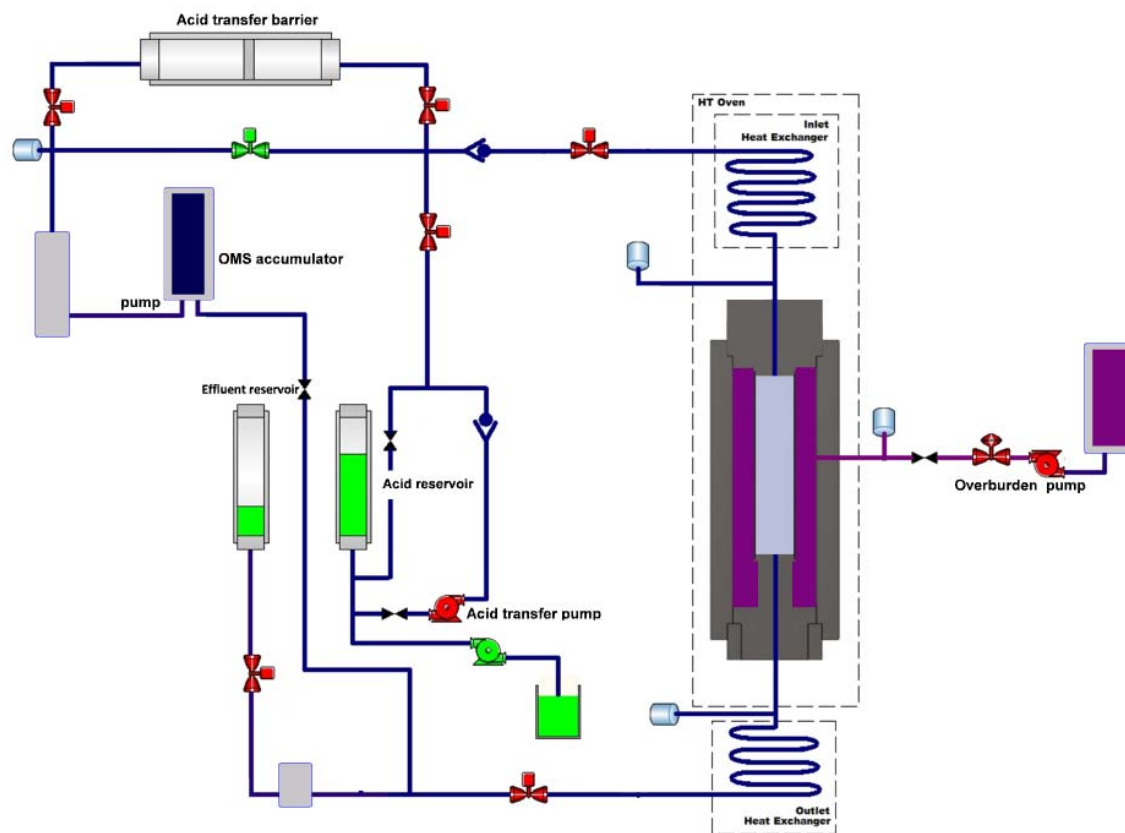 Acid transfer barrier
HT Oven
Inlet
Heat Exchanger
OMS accumulator
pump
Effluent reservoir
Acid reservoir
Overburden pump
Acid transfer pump
Outlet
Heat Exchanger